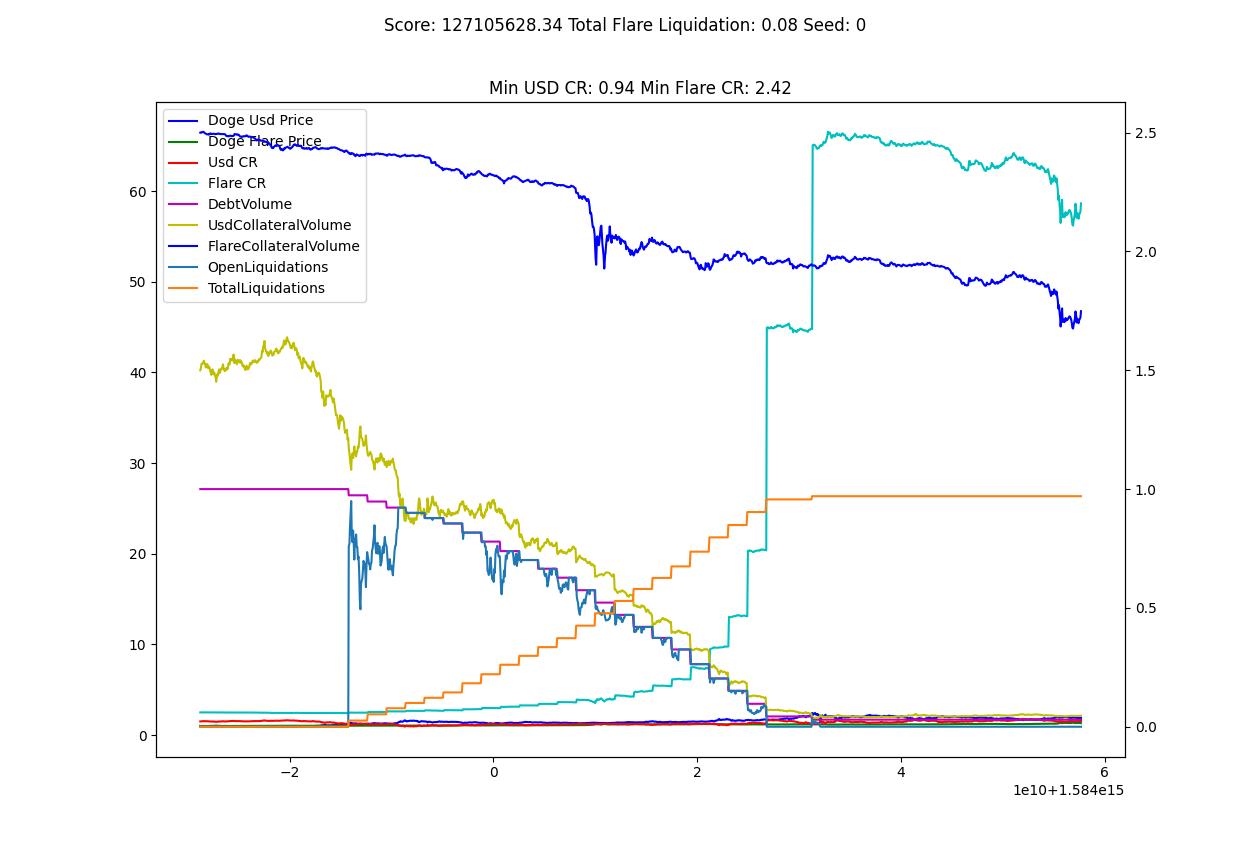 Score: 127105628.34 Total Flare Liquidation: 0.08 Seed: 0
Min USD CR: 0.94 Min Flare CR: 2.42
Doge Usd Price
Doge Flare Price
Usd CR
Flare CR
DebtVolume
UsdCollateralVolume
FlareCollateralVolume
OpenLiquidations
TotalLiquidations
60
50
40
30
20
10
0
2.5
2.0
1.5
1.0
0.5
0.0
−2
0
2
4
6
1e10+1.584e15